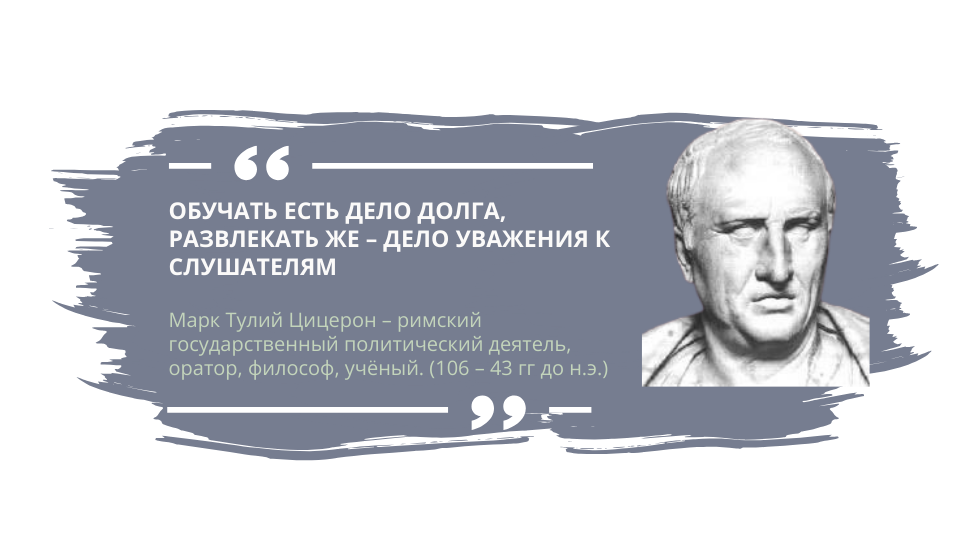 ОБУЧАТЬ ЕСТЬ ДЕЛО ДОЛГА,
РАЗВЛЕКАТЬ ЖЕ – ДЕЛО УВАЖЕНИЯ К
СЛУШАТЕЛЯМ
Марк Тулий Цицерон – римский
государственный политический деятель,
оратор, философ, учёный. (106 – 43 гг до н.э.)